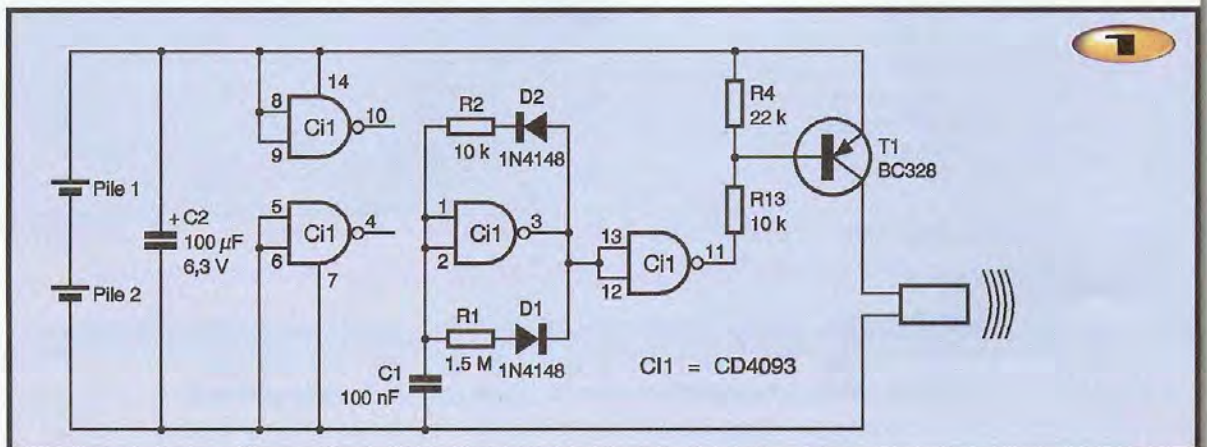 1
14
8
Ci1
10
9
R2
10 k
D2
1N4148
R4
22 k
T1
BC328
Pile 1
+ C2
100 µF
6,3 V
5
Ci1
4
6
7
1
Ci1
3
2
13
Ci1
11
12
R13
10 k
Pile 2
R1
1.5 M
D1
1N4148
C1
100 nF
CI1 = CD4093